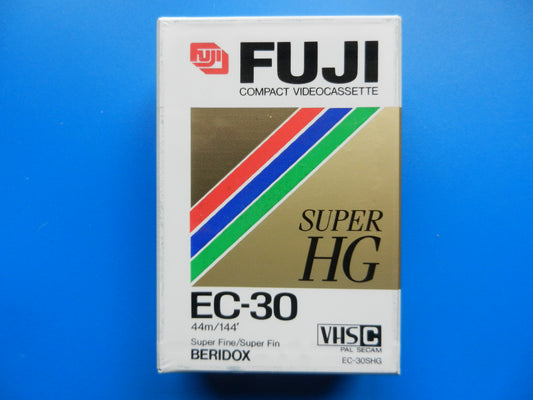 FUJI
FUJI
COMPACT VIDEOCASSETTE
SUPER
HG
EC-30
44m/144'
Super Fine/Super Fin
BERIDOX
VHS C
PAL SECAM
EC-30SHG